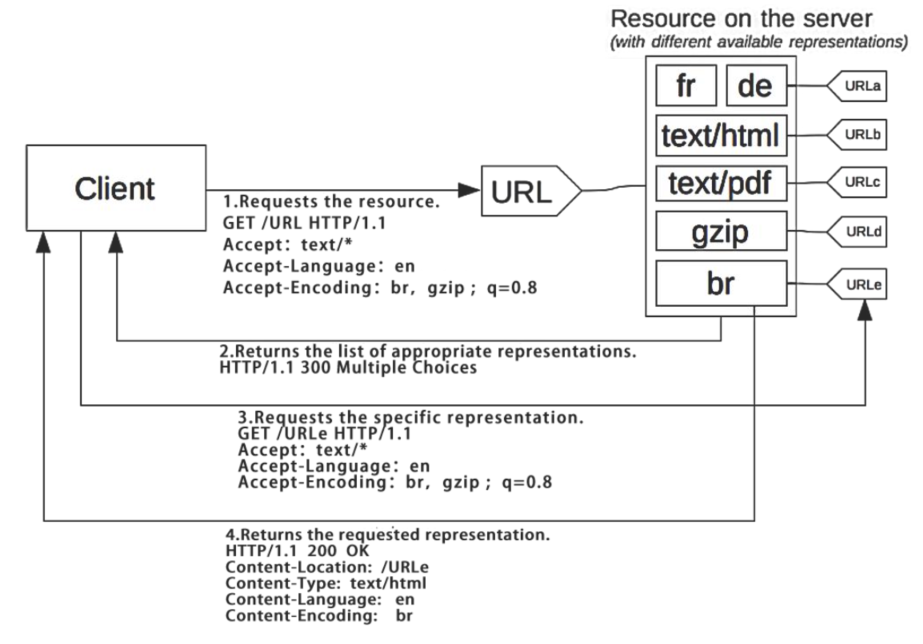 Resource on the server
(with different available representations)
fr
de
URLa
text/html
URLb
Client
URL
text/pdf
URLc
1.Requests the resource.
GET /URL HTTP/1.1
Accept: text/*
Accept-Language: en
Accept-Encoding: br, gzip ; q=0.8
gzip
URLd
br
URLe
2.Returns the list of appropriate representations.
HTTP/1.1 300 Multiple Choices
3.Requests the specific representation.
GET /URLe HTTP/1.1
Accept: text/*
Accept-Language: en
Accept-Encoding: br, gzip ; q=0.8
4.Returns the requested representation.
HTTP/1.1 200 OK
Content-Location: /URLe
Content-Type: text/html
Content-Language: en
Content-Encoding: br